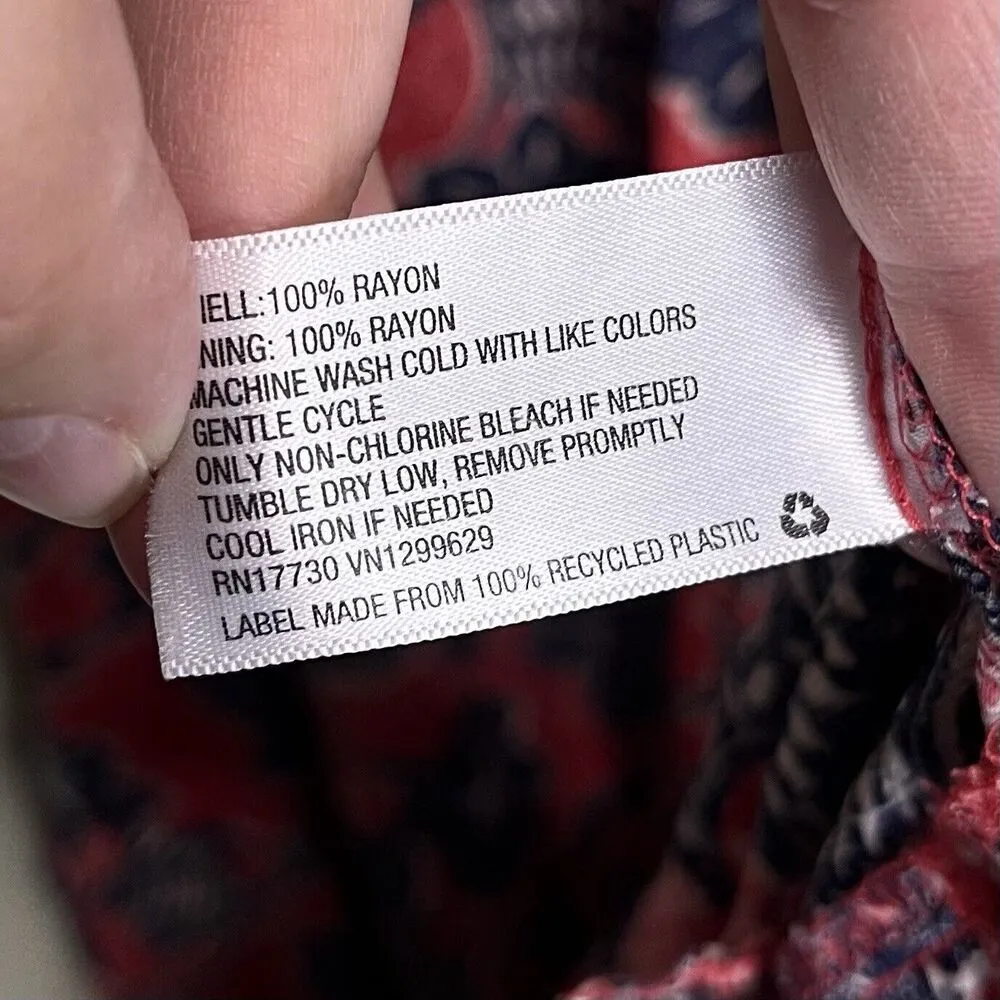 IELL:100% RAYON
NING: 100% RAYON
MACHINE WASH COLD WITH LIKE COLORS
GENTLE CYCLE
ONLY NON-CHLORINE BLEACH IF NEEDED
TUMBLE DRY LOW, REMOVE PROMPTLY
COOL IRON IF NEEDED
RN17730 VN1299629
LABEL MADE FROM 100% RECYCLED PLASTIC